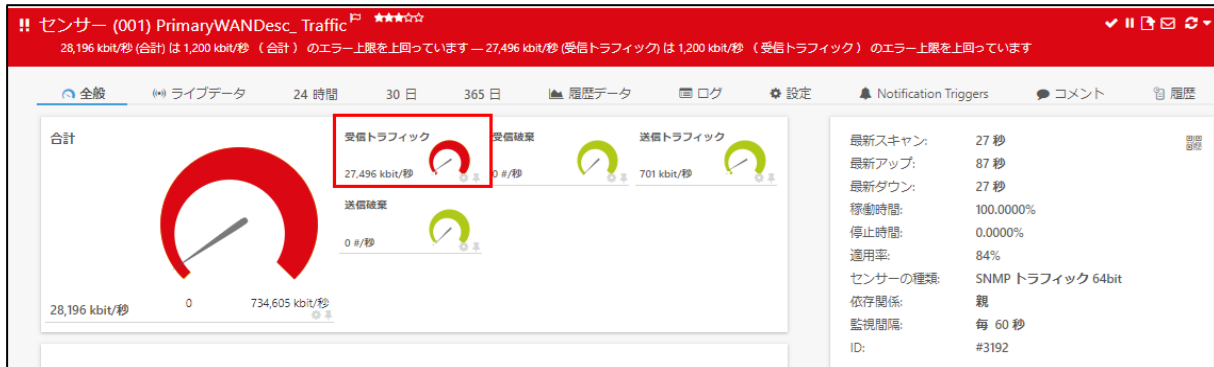 !! センサー (001) PrimaryWANDesc_ Traffic ★★★☆☆
28,196 kbit/秒 (合計) は 1,200 kbit/秒 （ 合計 ） のエラー上限を上回っています — 27,496 kbit/秒 (受信トラフィック) は 1,200 kbit/秒 （ 受信トラフィック ） のエラー上限を上回っています
全般 ライブデータ 24 時間 30 日 365 日 履歴データ ログ 設定 Notification Triggers コメント 履歴
合計
28,196 kbit/秒
0 734,605 kbit/秒
受信トラフィック
27,496 kbit/秒
受信破棄
0 #/秒
送信トラフィック
701 kbit/秒
送信破棄
0 #/秒
最新スキャン: 27 秒
最新アップ: 87 秒
最新ダウン: 27 秒
稼働時間: 100.0000%
停止時間: 0.0000%
適用率: 84%
センサーの種類: SNMP トラフィック 64bit
依存関係: 親
監視間隔: 毎 60 秒
ID: #3192